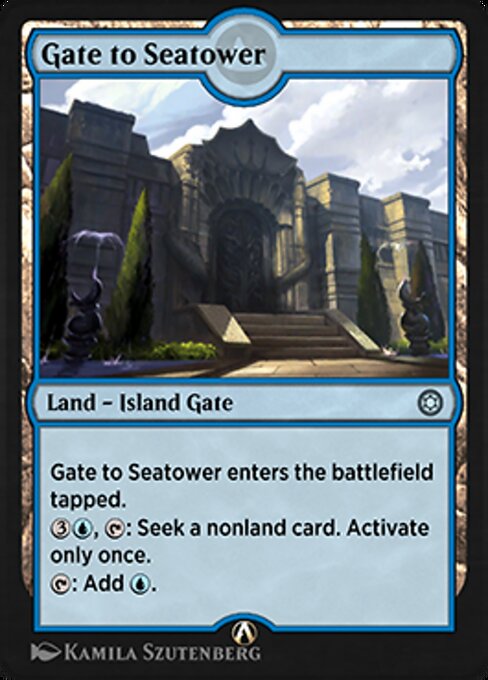 Gate to Seatower
Land – Island Gate
Gate to Seatower enters the battlefield
tapped.
3, : Seek a nonland card. Activate
only once.
: Add .
Kamila Szutenberg